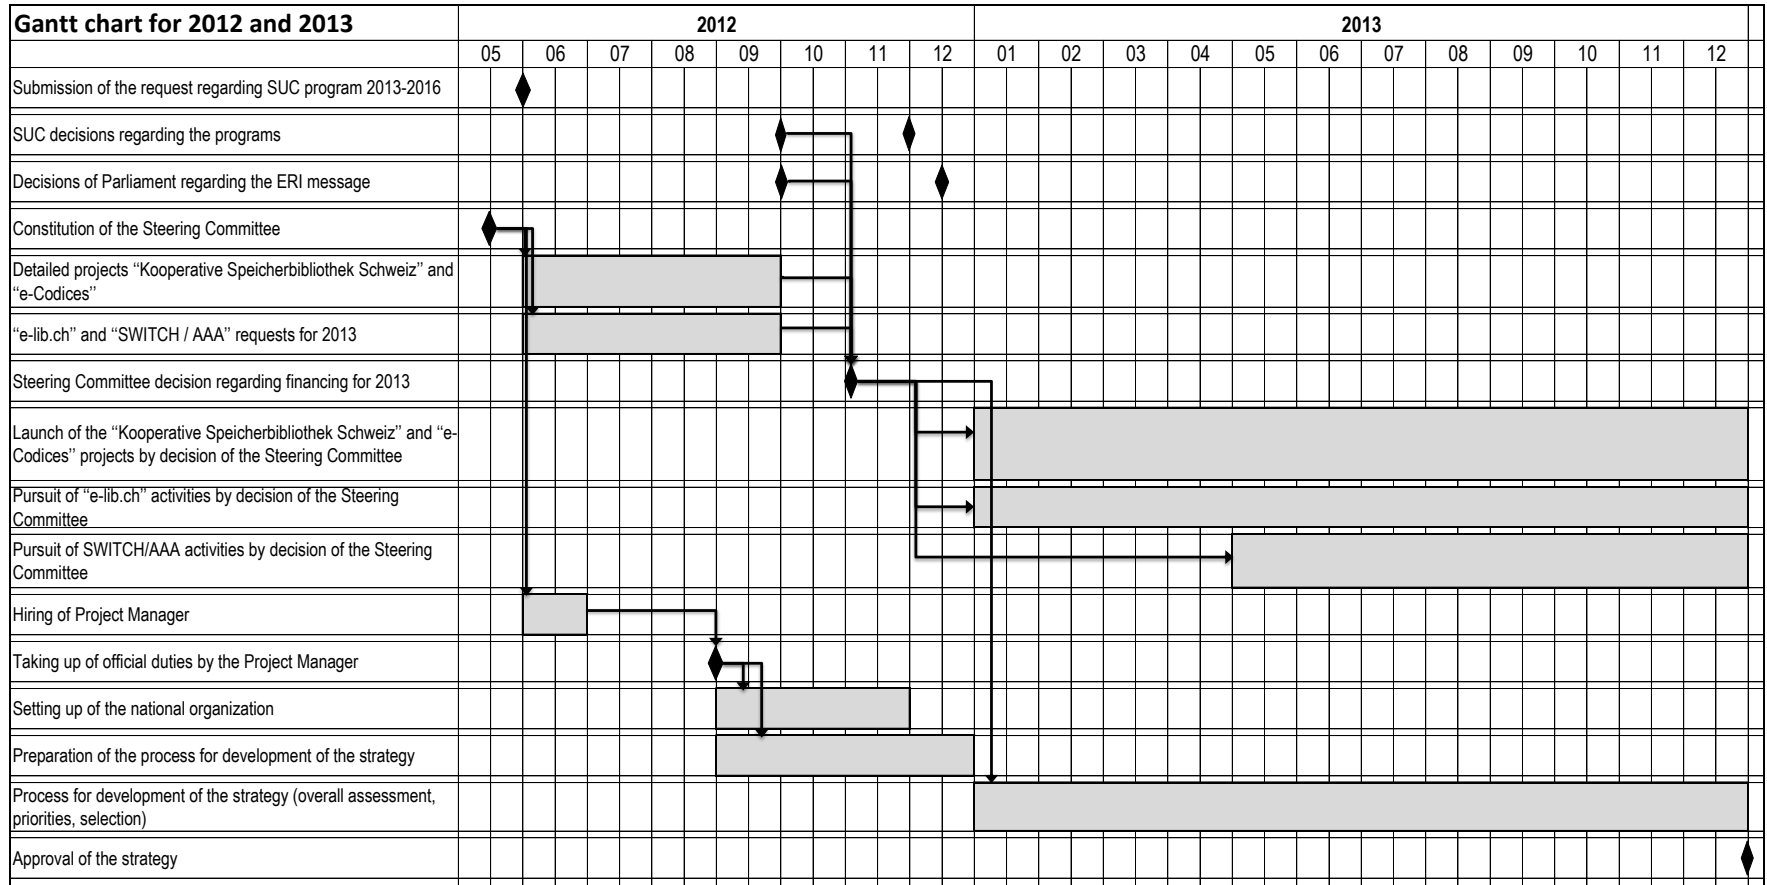 Gantt chart for 2012 and 2013
2012
2013
05 06 07 08 09 10 11 12 01 02 03 04 05 06 07 08 09 10 11 12
Submission of the request regarding SUC program 2013-2016
SUC decisions regarding the programs
Decisions of Parliament regarding the ERI message
Constitution of the Steering Committee
Detailed projects “Kooperative Speicherbibliothek Schweiz” and
“e-Codices”
“e-lib.ch” and “SWITCH / AAA” requests for 2013
Steering Committee decision regarding financing for 2013
Launch of the “Kooperative Speicherbibliothek Schweiz” and “e-
Codices” projects by decision of the Steering Committee
Pursuit of “e-lib.ch” activities by decision of the Steering
Committee
Pursuit of SWITCH/AAA activities by decision of the Steering
Committee
Hiring of Project Manager
Taking up of official duties by the Project Manager
Setting up of the national organization
Preparation of the process for development of the strategy
Process for development of the strategy (overall assessment,
priorities, selection)
Approval of the strategy